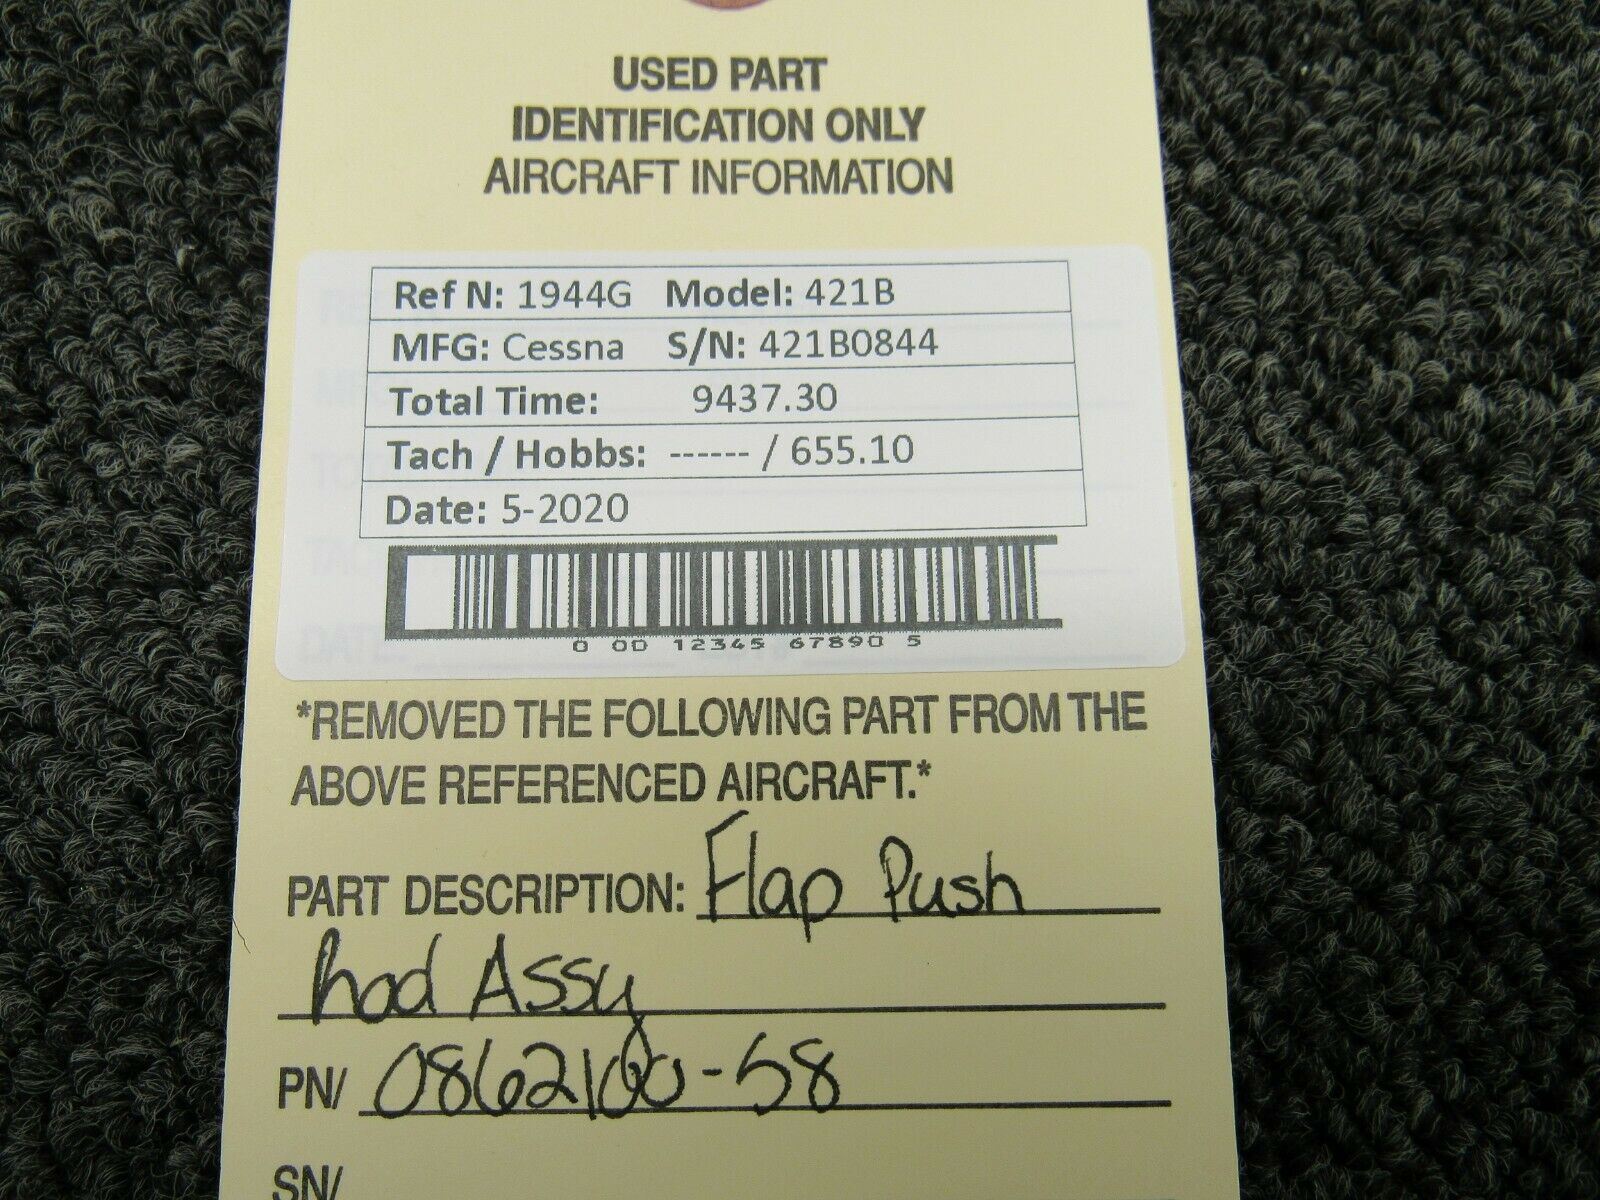 USED PART
IDENTIFICATION ONLY
AIRCRAFT INFORMATION
Ref N: 1944G Model: 421B
MFG: Cessna S/N: 421B0844
Total Time: 9437.30
Tach / Hobbs: ------ / 655.10
Date: 5-2020
0 00 12345 67890 5
*REMOVED THE FOLLOWING PART FROM THE
ABOVE REFERENCED AIRCRAFT.*
PART DESCRIPTION: Flap Push
Rod Assy
PN/ 0862100-58
SN/